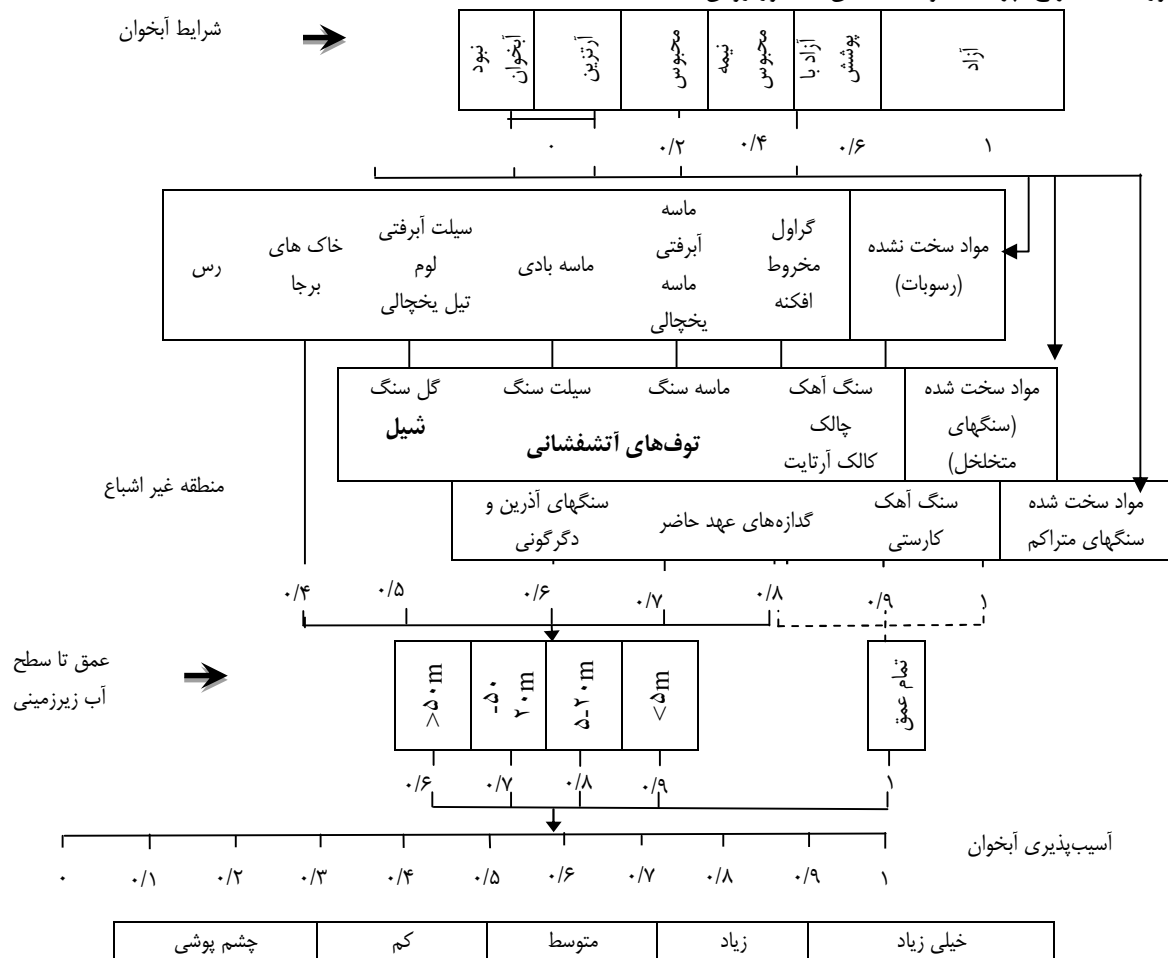 شرایط آبخوان
آزاد
آزاد با
پوشش
نیمه
محبوس
محبوس
آرتزین
نبود
آبخوان
۱
۰/۶
۰/۴
۰/۲
۰
مواد سخت نشده
(رسوبات)
گراول
مخروط
افکنه
ماسه
آبرفتی
ماسه
یخچالی
ماسه بادی
سیلت آبرفتی
لوم
تیل یخچالی
خاک های
برجا
رس
مواد سخت شده
(سنگهای
متخلخل)
سنگ آهک
چالک
کالک آرتایت
ماسه سنگ
سیلت سنگ
توف‌های آتشفشانی
گل سنگ
شیل
منطقه غیر اشباع
مواد سخت شده
سنگهای متراکم
سنگ آهک
کارستی
گدازه‌های عهد حاضر
سنگهای آذرین و
دگرگونی
۱
۰/۹
۰/۸
۰/۷
۰/۶
۰/۵
۰/۴
عمق تا سطح
آب زیرزمینی
تمام عمق
<۵m
۵-۲۰m
-۵۰
۲۰m
>۵۰m
۱
۰/۹
۰/۸
۰/۷
۰/۶
آسیب‌پذیری آبخوان
۱
۰/۹
۰/۸
۰/۷
۰/۶
۰/۵
۰/۴
۰/۳
۰/۲
۰/۱
۰
خیلی زیاد
زیاد
متوسط
کم
چشم پوشی